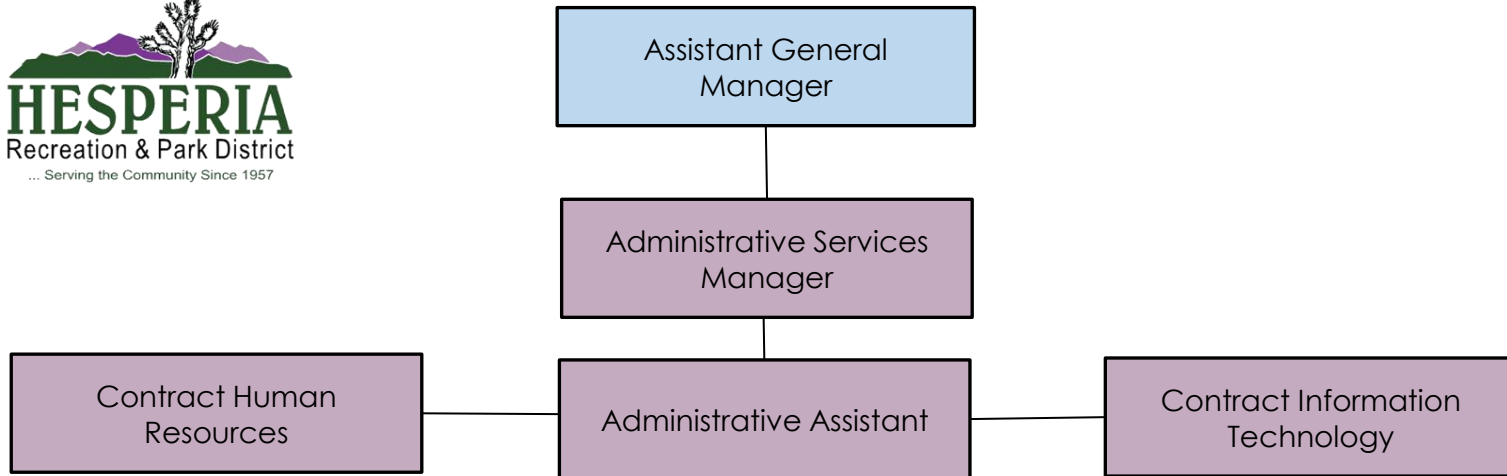 HESPERIA
Recreation & Park District
... Serving the Community Since 1957
Assistant General
Manager
Administrative Services
Manager
Contract Human
Resources
Administrative Assistant
Contract Information
Technology